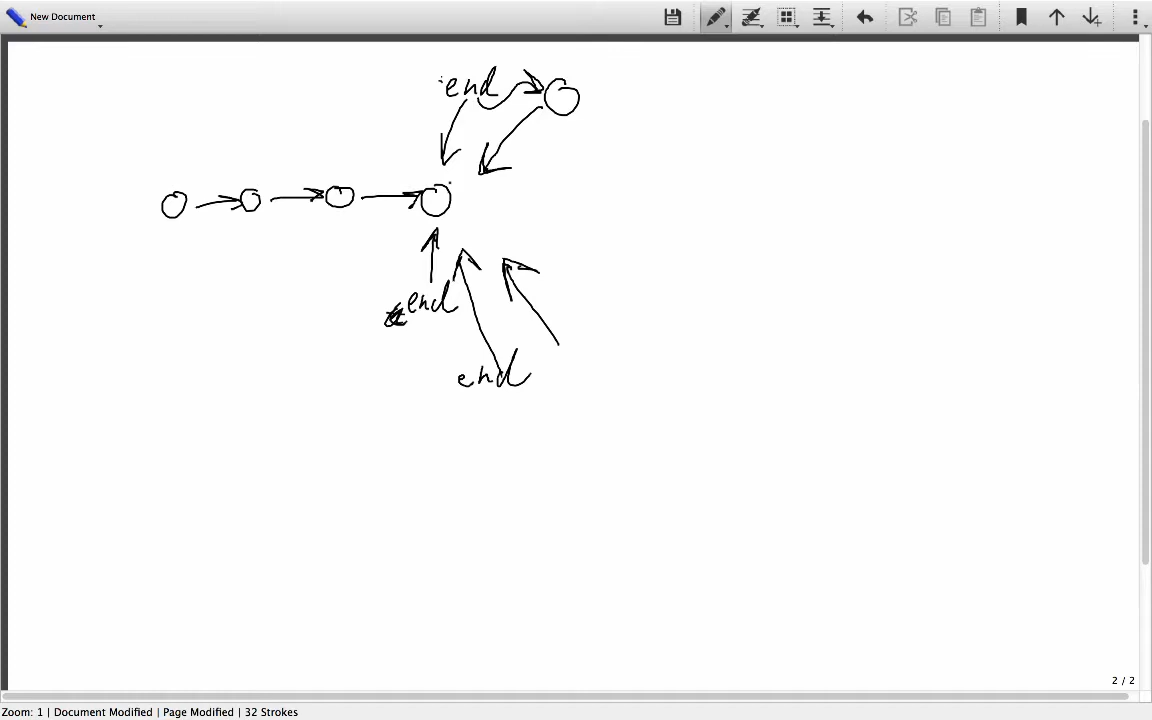 New Document
end
end
end
2 / 2
Zoom: 1 | Document Modified | Page Modified | 32 Strokes